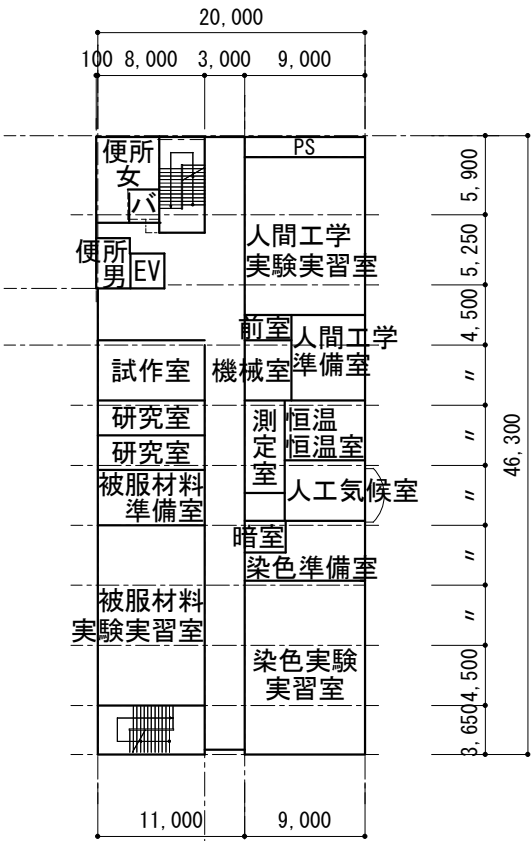 20,000
100 8,000 3,000 9,000
PS
便所
女
バ
5,900
人間工学
実験実習室
5,250
便所
男
EV
4,500
前室
人間工学
準備室
試作室
機械室
〃
研究室
測
定
室
恒温
恒温室
〃
46,300
研究室
被服材料
準備室
人工気候室
〃
暗室
染色準備室
〃
被服材料
実験実習室
〃
染色実験
実習室
4,500
3,650
11,000 9,000